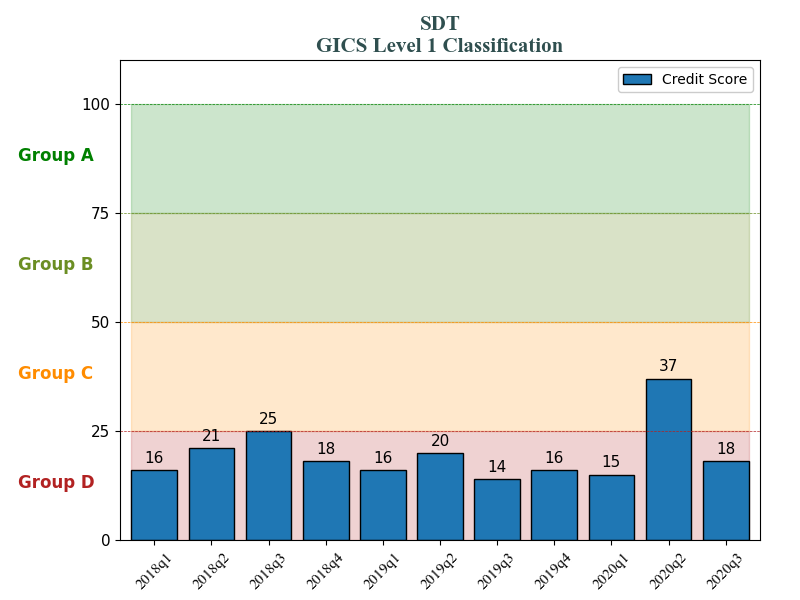 SDT
GICS Level 1 Classification
Credit Score
100
Group A
75
Group B
50
Group C
37
25
25
21
20
18
18
16
16
16
15
14
Group D
0
2018q1
2018q2
2018q3
2018q4
2019q1
2019q2
2019q3
2019q4
2020q1
2020q2
2020q3